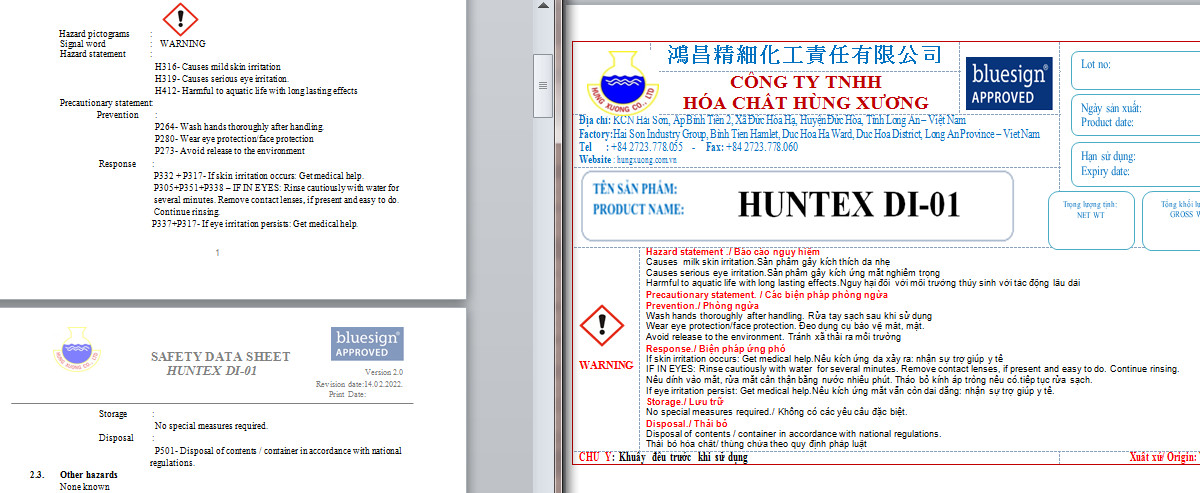 Hazard pictograms :
Signal word : WARNING
Hazard statement :
H316- Causes mild skin irritation
H319- Causes serious eye irritation.
H412- Harmful to aquatic life with long lasting effects
Precautionary statement:
Prevention :
P264- Wash hands thoroughly after handling.
P280- Wear eye protection/face protection
P273- Avoid release to the environment
Response :
P332 + P317- If skin irritation occurs: Get medical help.
P305+P351+P338 – IF IN EYES: Rinse cautiously with water for
several minutes. Remove contact lenses, if present and easy to do.
Continue rinsing.
P337+P317- If eye irritation persists: Get medical help.
1
HUNG XUONG CO., LTD
SAFETY DATA SHEET
HUNTEX DI-01
bluesign®
APPROVED
Version 2.0
Revision date:14.02.2022.
Print Date:
Storage :
No special measures required.
Disposal :
P501- Disposal of contents / container in accordance with national
regulations.
2.3. Other hazards
None known
HUNG XUONG CO., LTD
鴻昌精細化工責任有限公司
CÔNG TY TNHH
HÓA CHẤT HÙNG XƯƠNG
bluesign®
APPROVED
Địa chỉ: KCN Hải Sơn, Ấp Bình Tiền 2, Xã Đức Hòa Hạ, Huyện Đức Hòa, Tỉnh Long An – Việt Nam
Factory: Hai Son Industry Group, Binh Tien Hamlet, Duc Hoa Ha Ward, Duc Hoa District, Long An Province – Viet Nam
Tel : +84 2723.778.055 - Fax: +84 2723.778.060
Website : hungxuong.com.vn
Lot no:
Ngày sản xuất:
Product date:
Hạn sử dụng:
Expiry date:
TÊN SẢN PHẨM:
PRODUCT NAME:
HUNTEX DI-01
Trọng lượng tịnh:
NET WT
Tổng khối
GROSS
Hazard statement ./ Báo cáo nguy hiểm
Causes milk skin irritation.Sản phẩm gây kích thích da nhẹ
Causes serious eye irritation.Sản phẩm gây kích ứng mắt nghiêm trọng
Harmful to aquatic life with long lasting effects.Nguy hại đối với môi trường thủy sinh với tác động lâu dài
Precautionary statement. / Các biện pháp phòng ngừa
Prevention./ Phòng ngừa
Wash hands thoroughly after handling. Rửa tay sạch sau khi sử dụng
Wear eye protection/face protection. Đeo dụng cụ bảo vệ mắt, mặt.
Avoid release to the environment. Tránh xả thải ra môi trường
Response./ Biện pháp ứng phó
If skin irritation occurs: Get medical help.Nếu kích ứng da xảy ra: nhận sự trợ giúp y tế
IF IN EYES: Rinse cautiously with water for several minutes. Remove contact lenses, if present and easy to do. Continue rinsing.
Nếu dính vào mắt, rửa mắt cẩn thận bằng nước nhiều phút. Tháo bỏ kính áp tròng nếu có.tiếp tục rửa sạch.
If eye irritation persist: Get medical help.Nếu kích ứng mắt vẫn còn dai dẳng: nhận sự trợ giúp y tế.
Storage./ Lưu trữ
No special measures required./ Không có các yêu cầu đặc biệt.
Disposal./ Thải bỏ
Disposal of contents / container in accordance with national regulations.
Thải bỏ hóa chất/ thùng chứa theo quy định pháp luật
WARNING
CHÚ Ý: Khuấy đều trước khi sử dụng
Xuất xứ/ Origin: